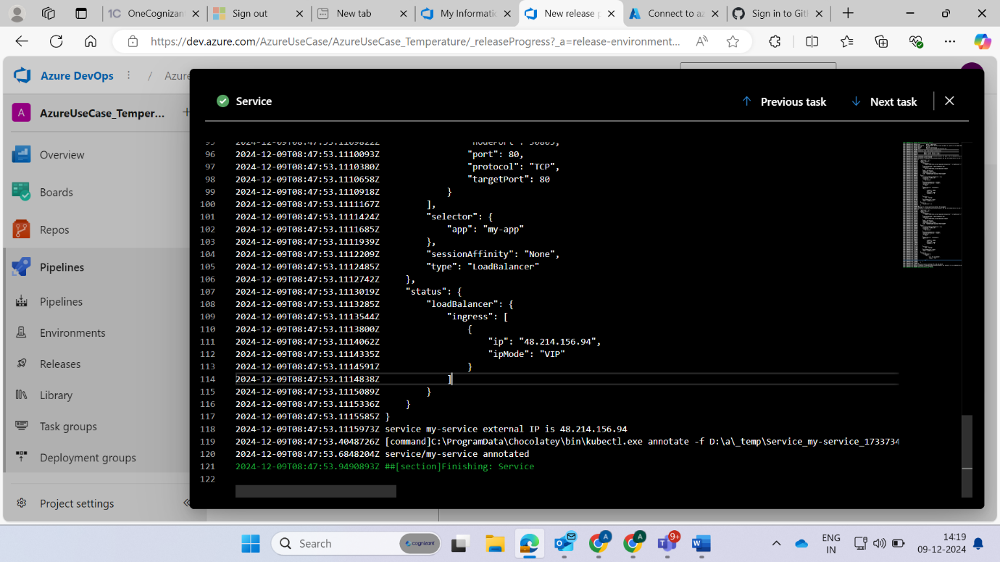 OneCognizan
Sign out
New tab
My Informatic
New release p
Connect to az
Sign in to Gitl
https://dev.azure.com/AzureUseCase/AzureUseCase_Temperature/_releaseProgress?_a=release-environment...
Azure DevOps / Azure
A AzureUseCase_Temper... +
Overview
Boards
Repos
Pipelines
Pipelines
Environments
Releases
Library
Task groups
Deployment groups
Project settings
Service
Previous task Next task
96 2024-12-09T08:47:53.1110093Z "port": 80,
97 2024-12-09T08:47:53.1110380Z "protocol": "TCP",
98 2024-12-09T08:47:53.1110658Z "targetPort": 80
99 2024-12-09T08:47:53.1110918Z }
100 2024-12-09T08:47:53.1111167Z ],
101 2024-12-09T08:47:53.1111424Z "selector": {
102 2024-12-09T08:47:53.1111685Z "app": "my-app"
103 2024-12-09T08:47:53.1111939Z },
104 2024-12-09T08:47:53.1112209Z "sessionAffinity": "None",
105 2024-12-09T08:47:53.1112485Z "type": "LoadBalancer"
106 2024-12-09T08:47:53.1112742Z },
107 2024-12-09T08:47:53.1113019Z "status": {
108 2024-12-09T08:47:53.1113285Z "loadBalancer": {
109 2024-12-09T08:47:53.1113544Z "ingress": [
110 2024-12-09T08:47:53.1113800Z {
111 2024-12-09T08:47:53.1114062Z "ip": "48.214.156.94",
112 2024-12-09T08:47:53.1114335Z "ipMode": "VIP"
113 2024-12-09T08:47:53.1114591Z }
114 2024-12-09T08:47:53.1114838Z ]
115 2024-12-09T08:47:53.1115089Z }
116 2024-12-09T08:47:53.1115336Z }
117 2024-12-09T08:47:53.1115585Z }
118 2024-12-09T08:47:53.1115973Z service my-service external IP is 48.214.156.94
119 2024-12-09T08:47:53.4048726Z [command]C:\ProgramData\Chocolatey\bin\kubectl.exe annotate -f D:\a\_temp\Service_my-service_1733734
120 2024-12-09T08:47:53.6848204Z service/my-service annotated
121 2024-12-09T08:47:53.9490893Z ##[section]Finishing: Service
122
Search cognizant
9+
ENG
IN
14:19
09-12-2024